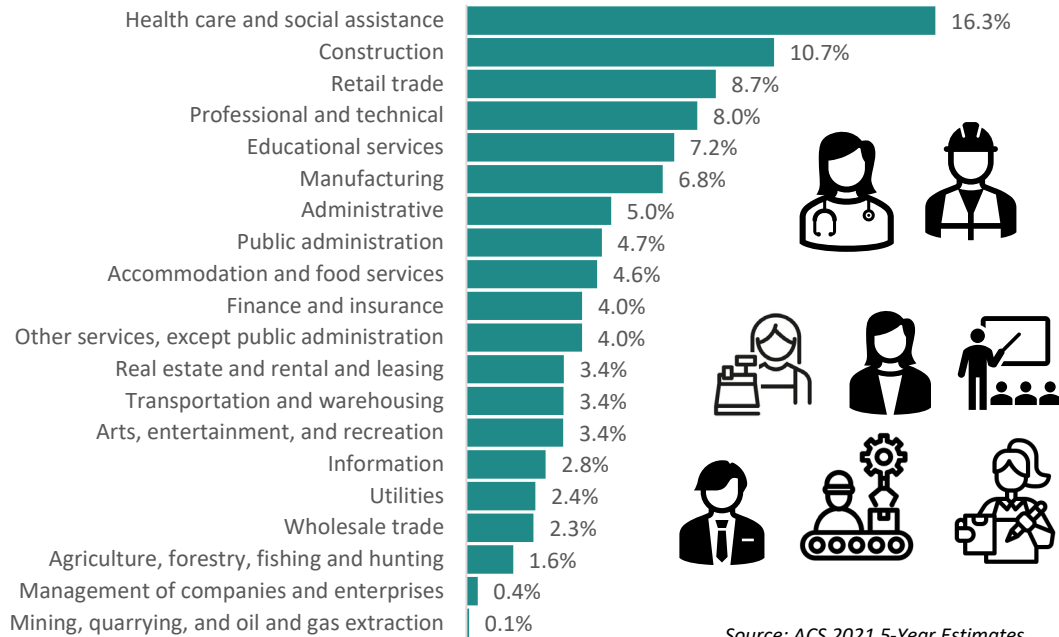 Health care and social assistance 16.3%
Construction 10.7%
Retail trade 8.7%
Professional and technical 8.0%
Educational services 7.2%
Manufacturing 6.8%
Administrative 5.0%
Public administration 4.7%
Accommodation and food services 4.6%
Finance and insurance 4.0%
Other services, except public administration 4.0%
Real estate and rental and leasing 3.4%
Transportation and warehousing 3.4%
Arts, entertainment, and recreation 3.4%
Information 2.8%
Utilities 2.4%
Wholesale trade 2.3%
Agriculture, forestry, fishing and hunting 1.6%
Management of companies and enterprises 0.4%
Mining, quarrying, and oil and gas extraction 0.1%
Source: ACS 2021 5-Year Estimates